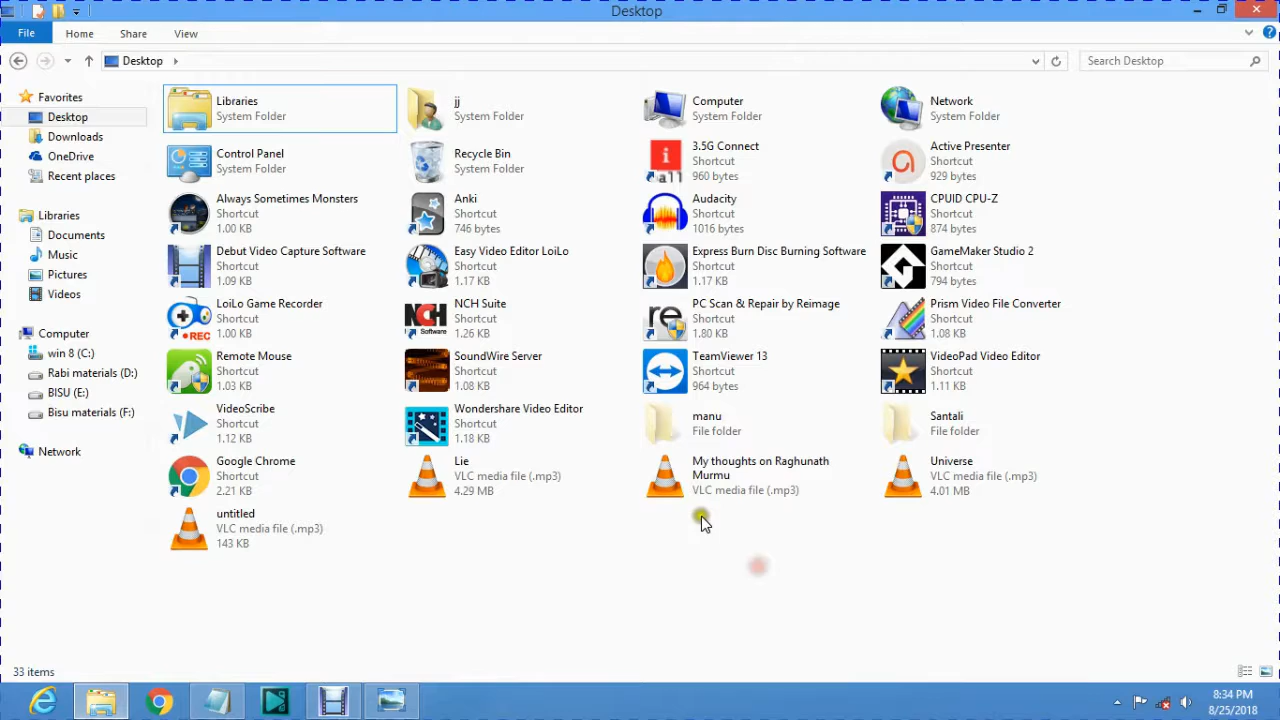 Desktop
File Home Share View
Desktop
Search Desktop
Favorites
Desktop
Downloads
OneDrive
Recent places
Libraries
Documents
Music
Pictures
Videos
Computer
win 8 (C:)
Rabi materials (D:)
BISU (E:)
Bisu materials (F:)
Network
Libraries
System Folder
jj
System Folder
Computer
System Folder
Network
System Folder
Control Panel
System Folder
Recycle Bin
System Folder
3.5G Connect
Shortcut
960 bytes
Active Presenter
Shortcut
929 bytes
Always Sometimes Monsters
Shortcut
1.00 KB
Anki
Shortcut
746 bytes
Audacity
Shortcut
1016 bytes
CPUID CPU-Z
Shortcut
874 bytes
Debut Video Capture Software
Shortcut
1.09 KB
Easy Video Editor LoiLo
Shortcut
1.17 KB
Express Burn Disc Burning Software
Shortcut
1.17 KB
GameMaker Studio 2
Shortcut
794 bytes
REC
LoiLo Game Recorder
Shortcut
1.00 KB
NCH
Software
NCH Suite
Shortcut
1.26 KB
re
PC Scan & Repair by Reimage
Shortcut
1.80 KB
Prism Video File Converter
Shortcut
1.08 KB
Remote Mouse
Shortcut
1.03 KB
SoundWire Server
Shortcut
1.08 KB
TeamViewer 13
Shortcut
964 bytes
VideoPad Video Editor
Shortcut
1.11 KB
VideoScribe
Shortcut
1.12 KB
Wondershare Video Editor
Shortcut
1.18 KB
manu
File folder
Santali
File folder
Google Chrome
Shortcut
2.21 KB
Lie
VLC media file (.mp3)
4.29 MB
My thoughts on Raghunath
Murmu
VLC media file (.mp3)
Universe
VLC media file (.mp3)
4.01 MB
untitled
VLC media file (.mp3)
143 KB
33 items
8:34 PM
8/25/2018